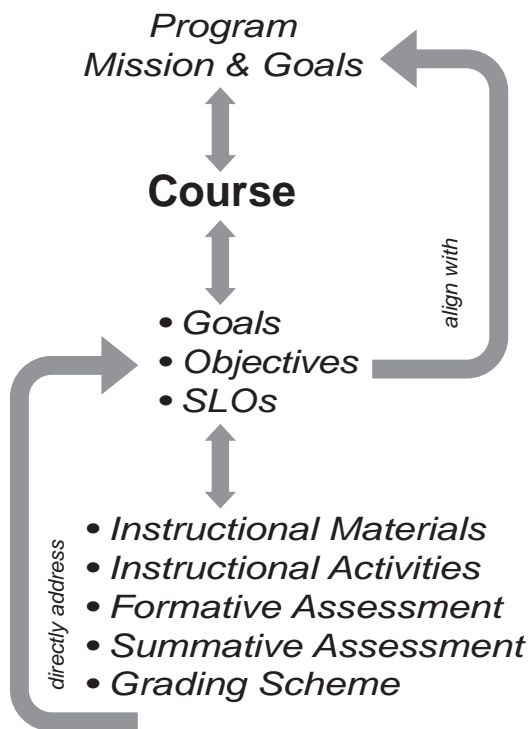 Program
Mission & Goals
Course
align with
• Goals
• Objectives
• SLOs
directly address
• Instructional Materials
• Instructional Activities
• Formative Assessment
• Summative Assessment
• Grading Scheme